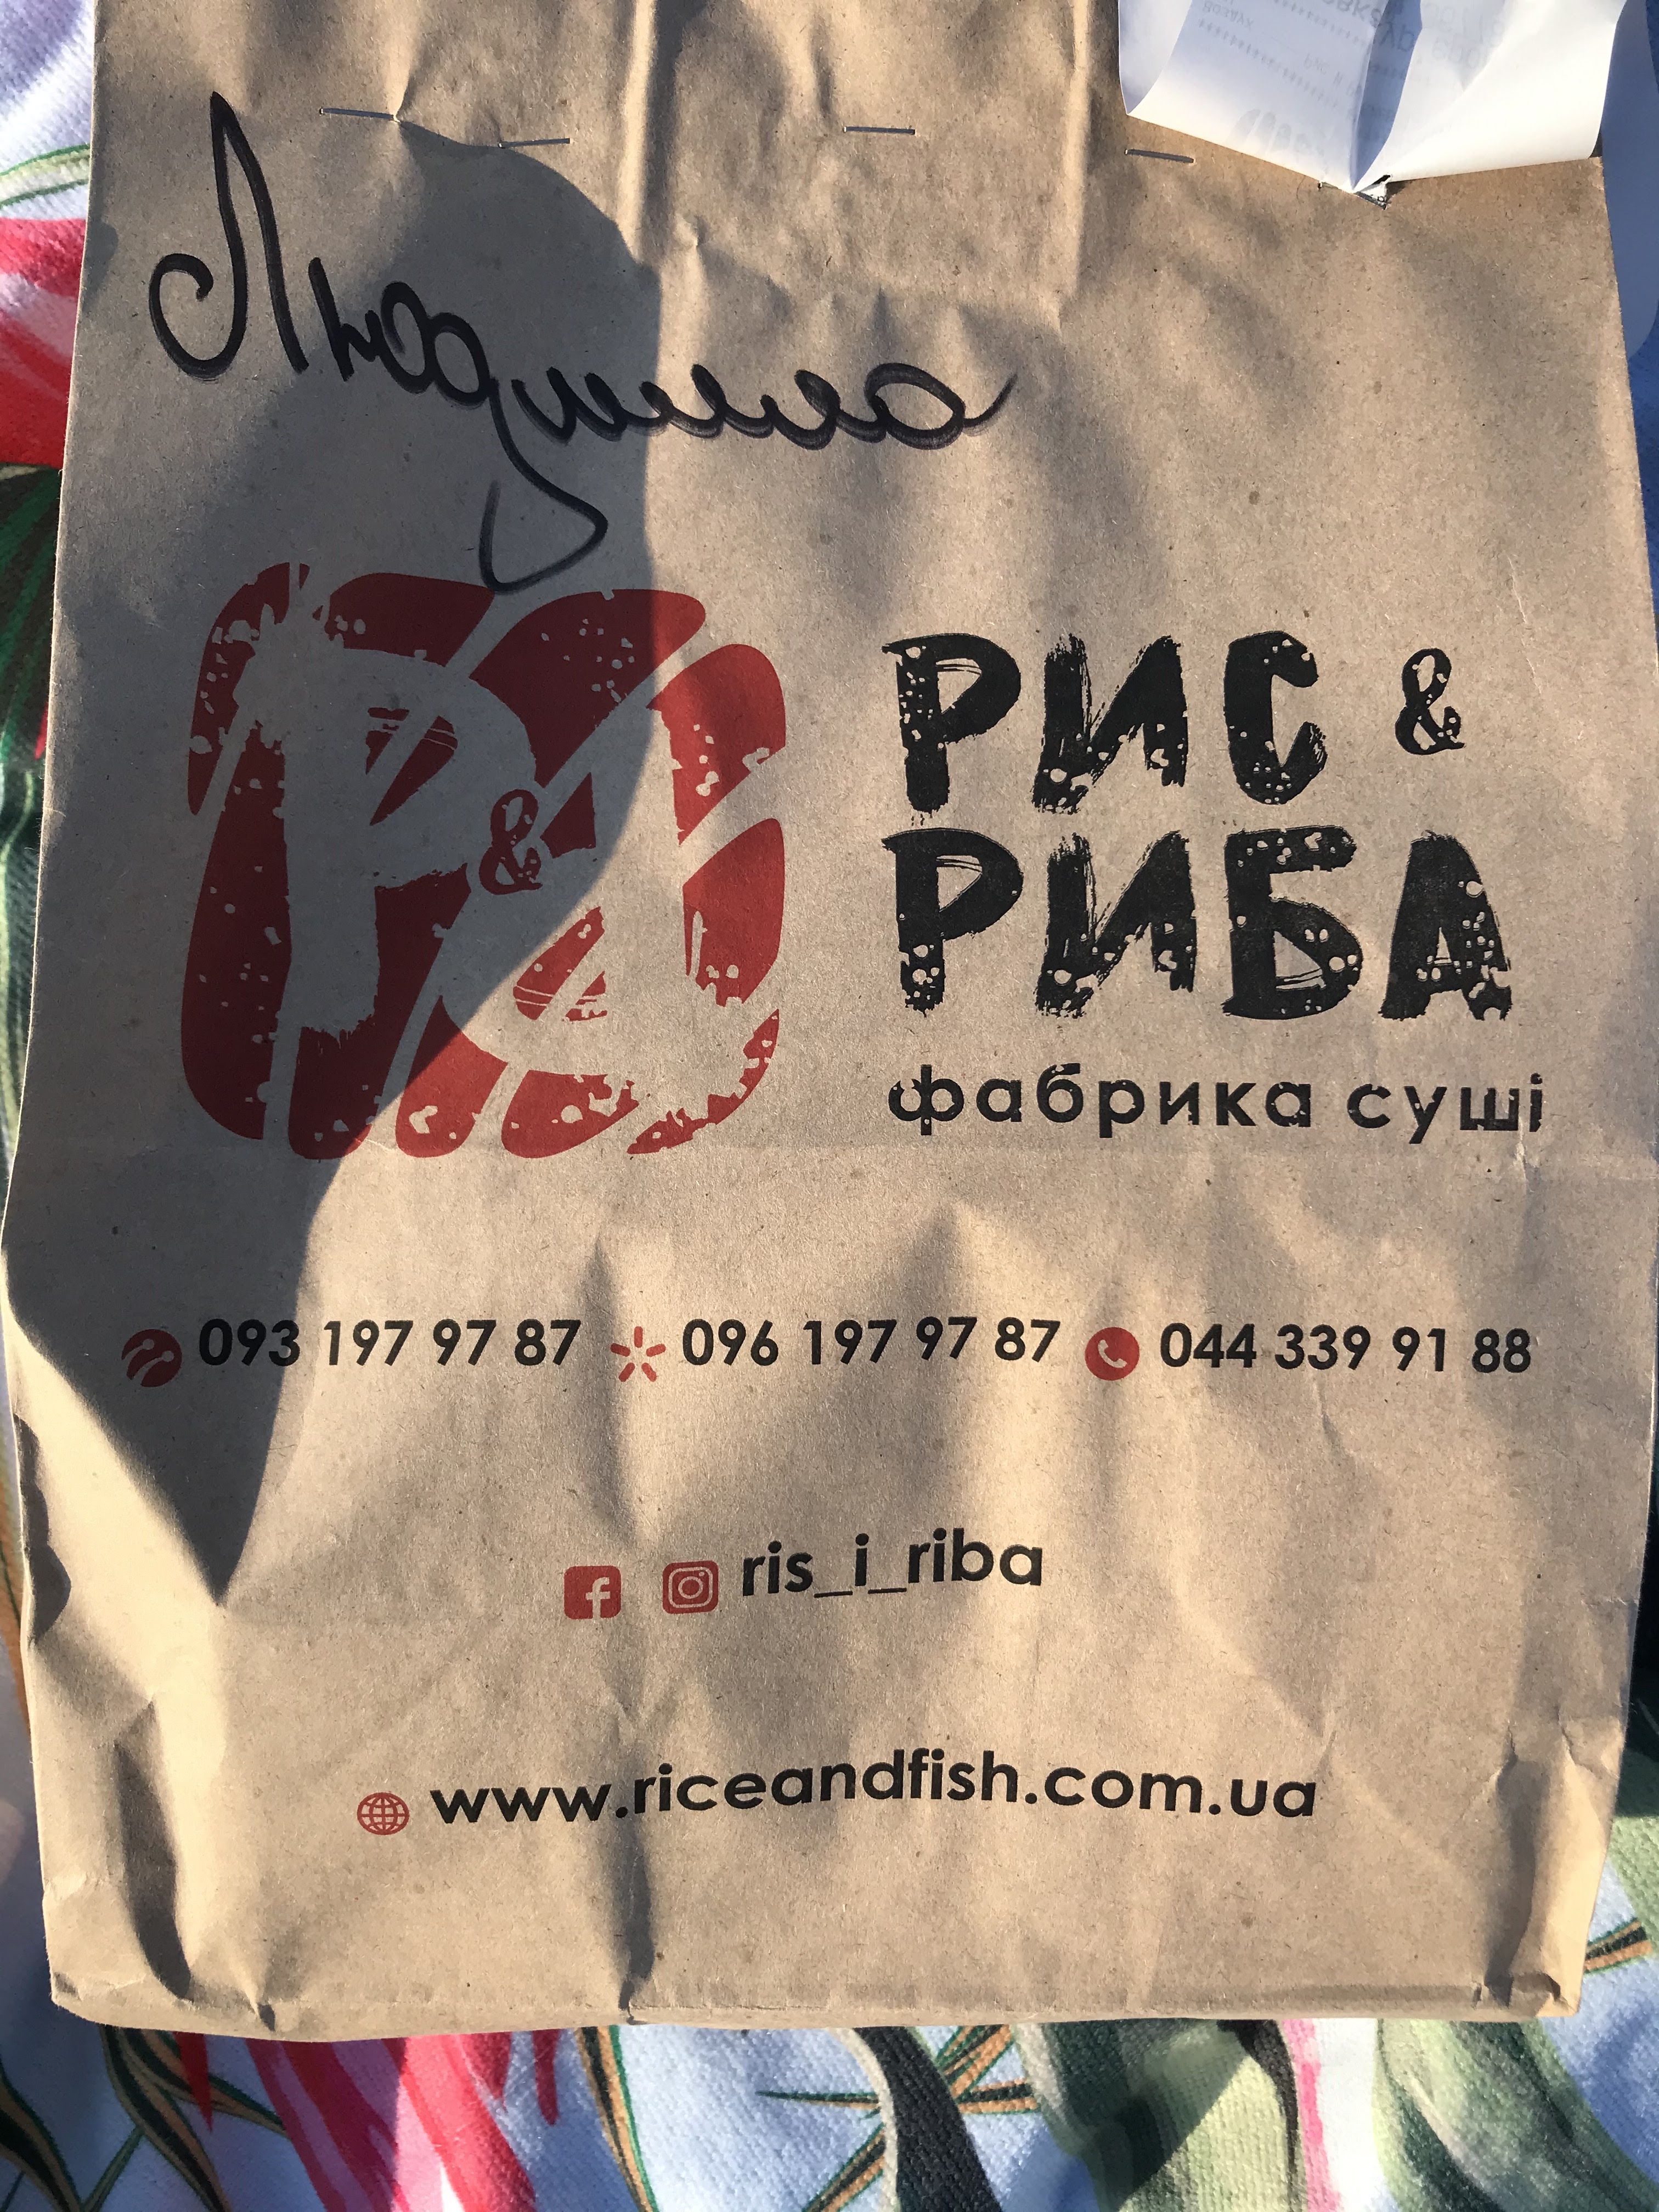 Людмила
Р&Р
РИС &
РИБА
фабрика суші
093 197 97 87 096 197 97 87 044 339 91 88
ris_i_riba
www.riceandfish.com.ua